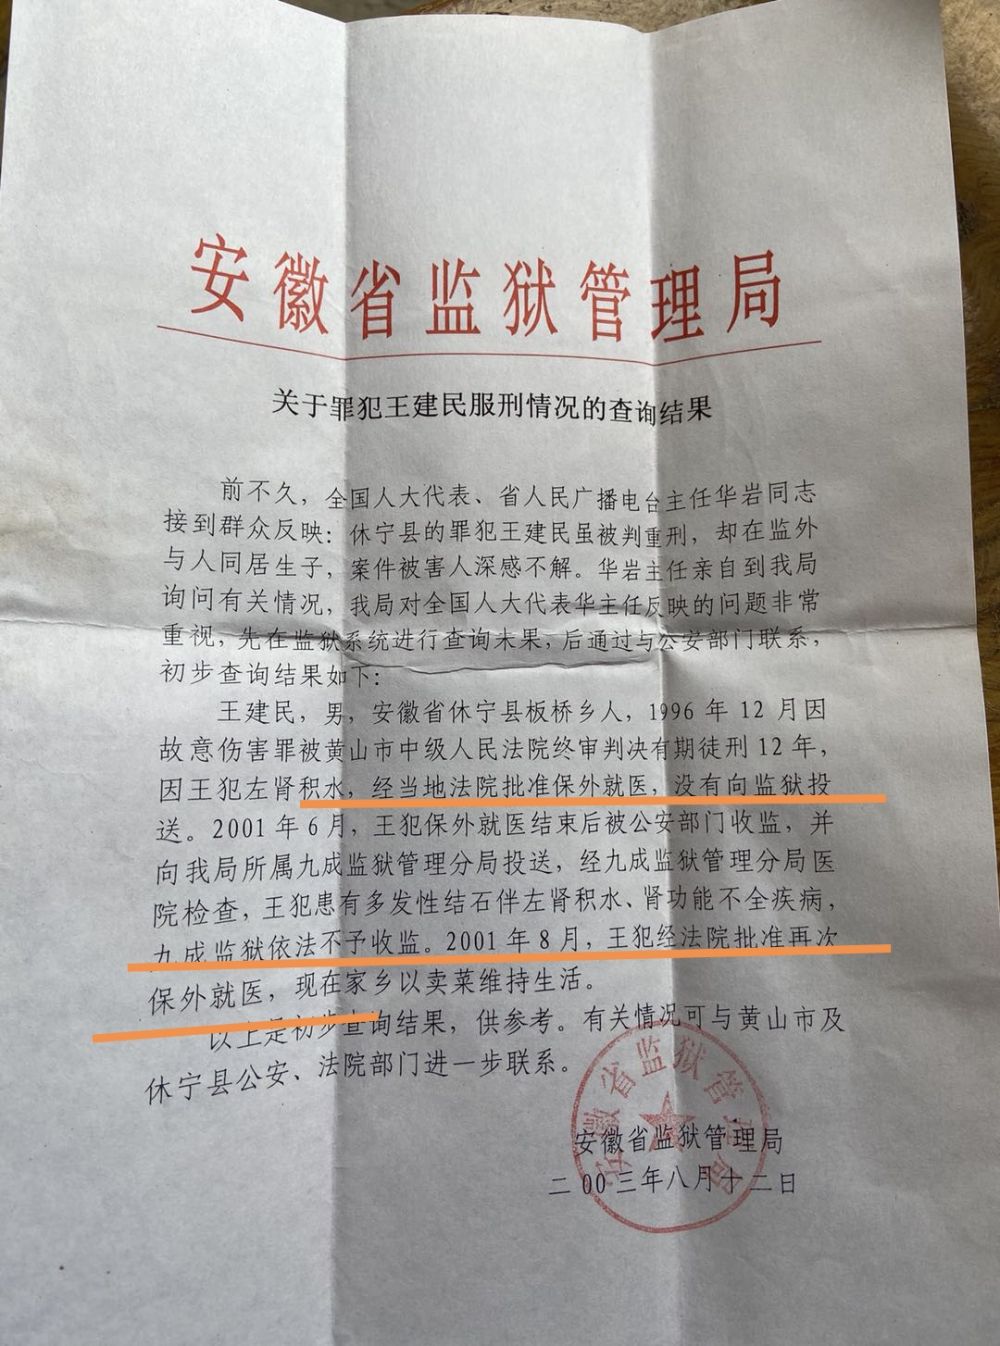 安徽省监狱管理局
关于罪犯王建民服刑情况的查询结果
前不久，全国人大代表、省人民广播电台主任华岩同志
接到群众反映：休宁县的罪犯王建民虽被判重刑，却在监外
与人同居生子，案件被害人深感不解。华岩主任亲自到我局
询问有关情况，我局对全国人大代表华主任反映的问题非常
重视，先在监狱系统进行查询未果，后通过与公安部门联系，
初步查询结果如下：
王建民，男，安徽省休宁县板桥乡人，1996年12月因
故意伤害罪被黄山市中级人民法院终审判决有期徒刑12年，
因王犯左肾积水，经当地法院批准保外就医，没有向监狱投
送。2001年6月，王犯保外就医结束后被公安部门收监，并
向我局所属九成监狱管理分局投送，经九成监狱管理分局医
院检查，王犯患有多发性结石伴左肾积水、肾功能不全疾病，
九成监狱依法不予收监。2001年8月，王犯经法院批准再次
保外就医，现在家乡以卖菜维持生活。
以上是初步查询结果，供参考。有关情况可与黄山市及
休宁县公安、法院部门进一步联系。
安徽省监狱管理局
安徽省监狱管理局
二00三年八月十二日